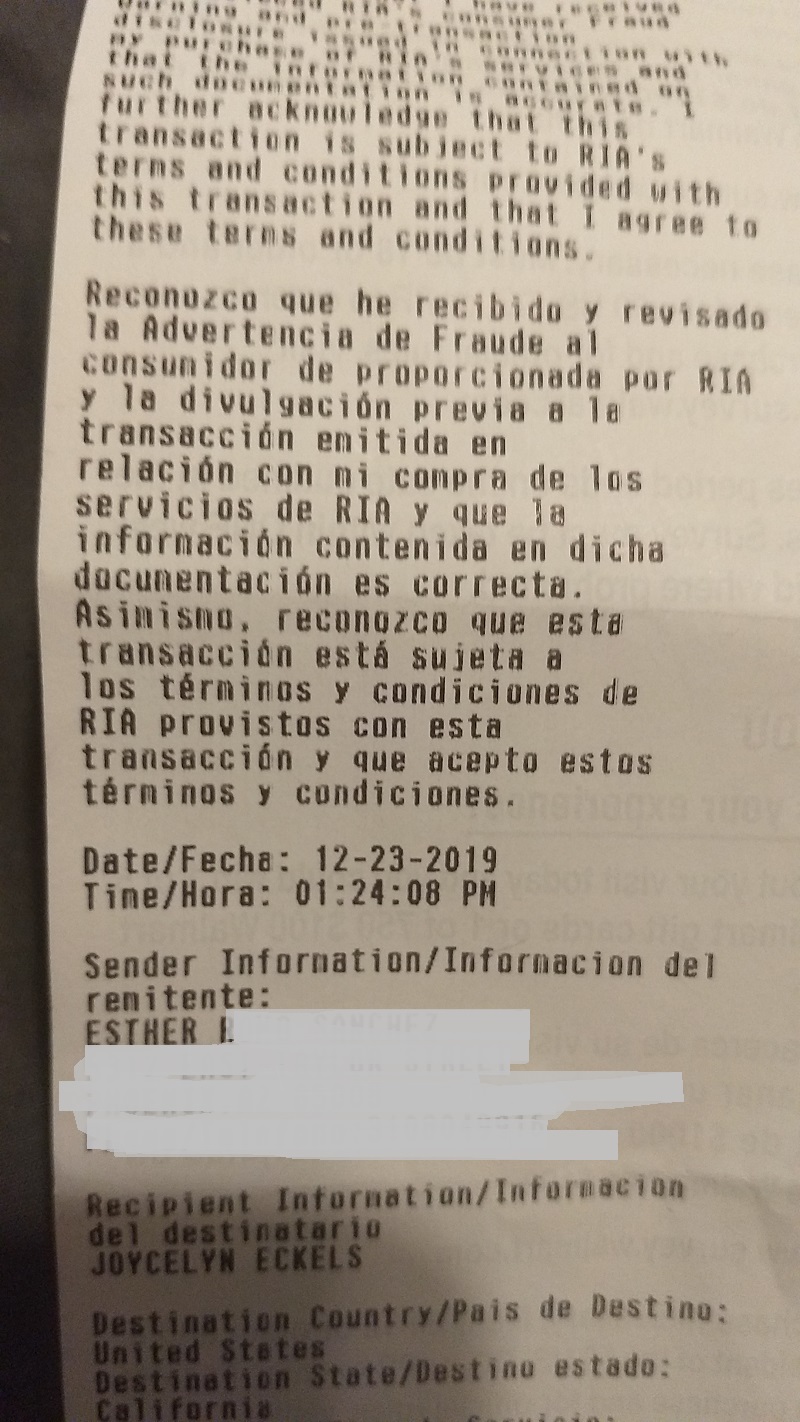 warning and
disclosure issued in connection with
my purchase of RIA's services and
that the information contained on
such documentation is accurate. I
further acknowledge that this
transaction is subject to RIA's
terms and conditions provided with
this transaction and that I agree to
these terms and conditions.
Reconozco que he recibido y revisado
la Advertencia de Fraude al
consumidor de proporcionada por RIA
y la divulgación previa a la
transacción emitida en
relación con mi compra de los
servicios de RIA y que la
información contenida en dicha
documentación es correcta.
Asimismo, reconozco que esta
transacción está sujeta a
los términos y condiciones de
RIA provistos con esta
transacción y que acepto estos
términos y condiciones.
Date/Fecha: 12-23-2019
Time/Hora: 01:24:08 PM
Sender Information/Informacion del
remitente:
ESTHER
Recipient Information/Informacion
del destinatario
JOYCELYN ECKELS
Destination Country/Pais de Destino:
United States
Destination State/Destino estado:
California